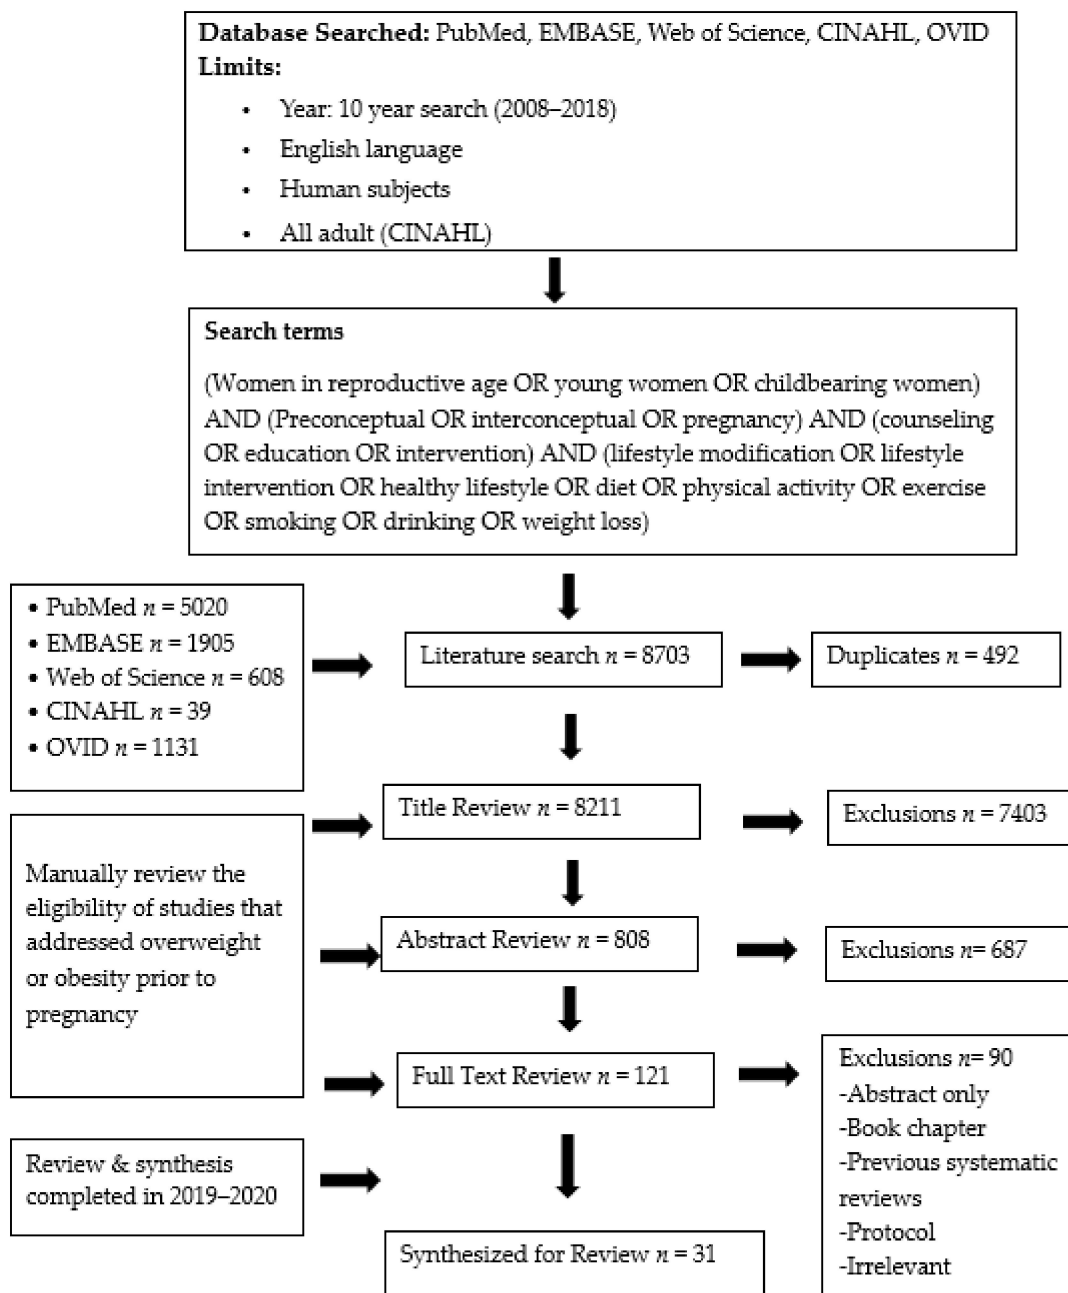 Database Searched: PubMed, EMBASE, Web of Science, CINAHL, OVID
Limits:
• Year: 10 year search (2008–2018)
• English language
• Human subjects
• All adult (CINAHL)
Search terms
(Women in reproductive age OR young women OR childbearing women)
AND (Preconceptual OR interconceptual OR pregnancy) AND (counseling
OR education OR intervention) AND (lifestyle modification OR lifestyle
intervention OR healthy lifestyle OR diet OR physical activity OR exercise
OR smoking OR drinking OR weight loss)
• PubMed n = 5020
• EMBASE n = 1905
• Web of Science n = 608
• CINAHL n = 39
• OVID n = 1131
Literature search n = 8703
Duplicates n = 492
Title Review n = 8211
Exclusions n = 7403
Manually review the
eligibility of studies that
addressed overweight
or obesity prior to
pregnancy
Abstract Review n = 808
Exclusions n= 687
Full Text Review n = 121
Exclusions n= 90
-Abstract only
-Book chapter
-Previous systematic
reviews
-Protocol
-Irrelevant
Review & synthesis
completed in 2019–2020
Synthesized for Review n = 31